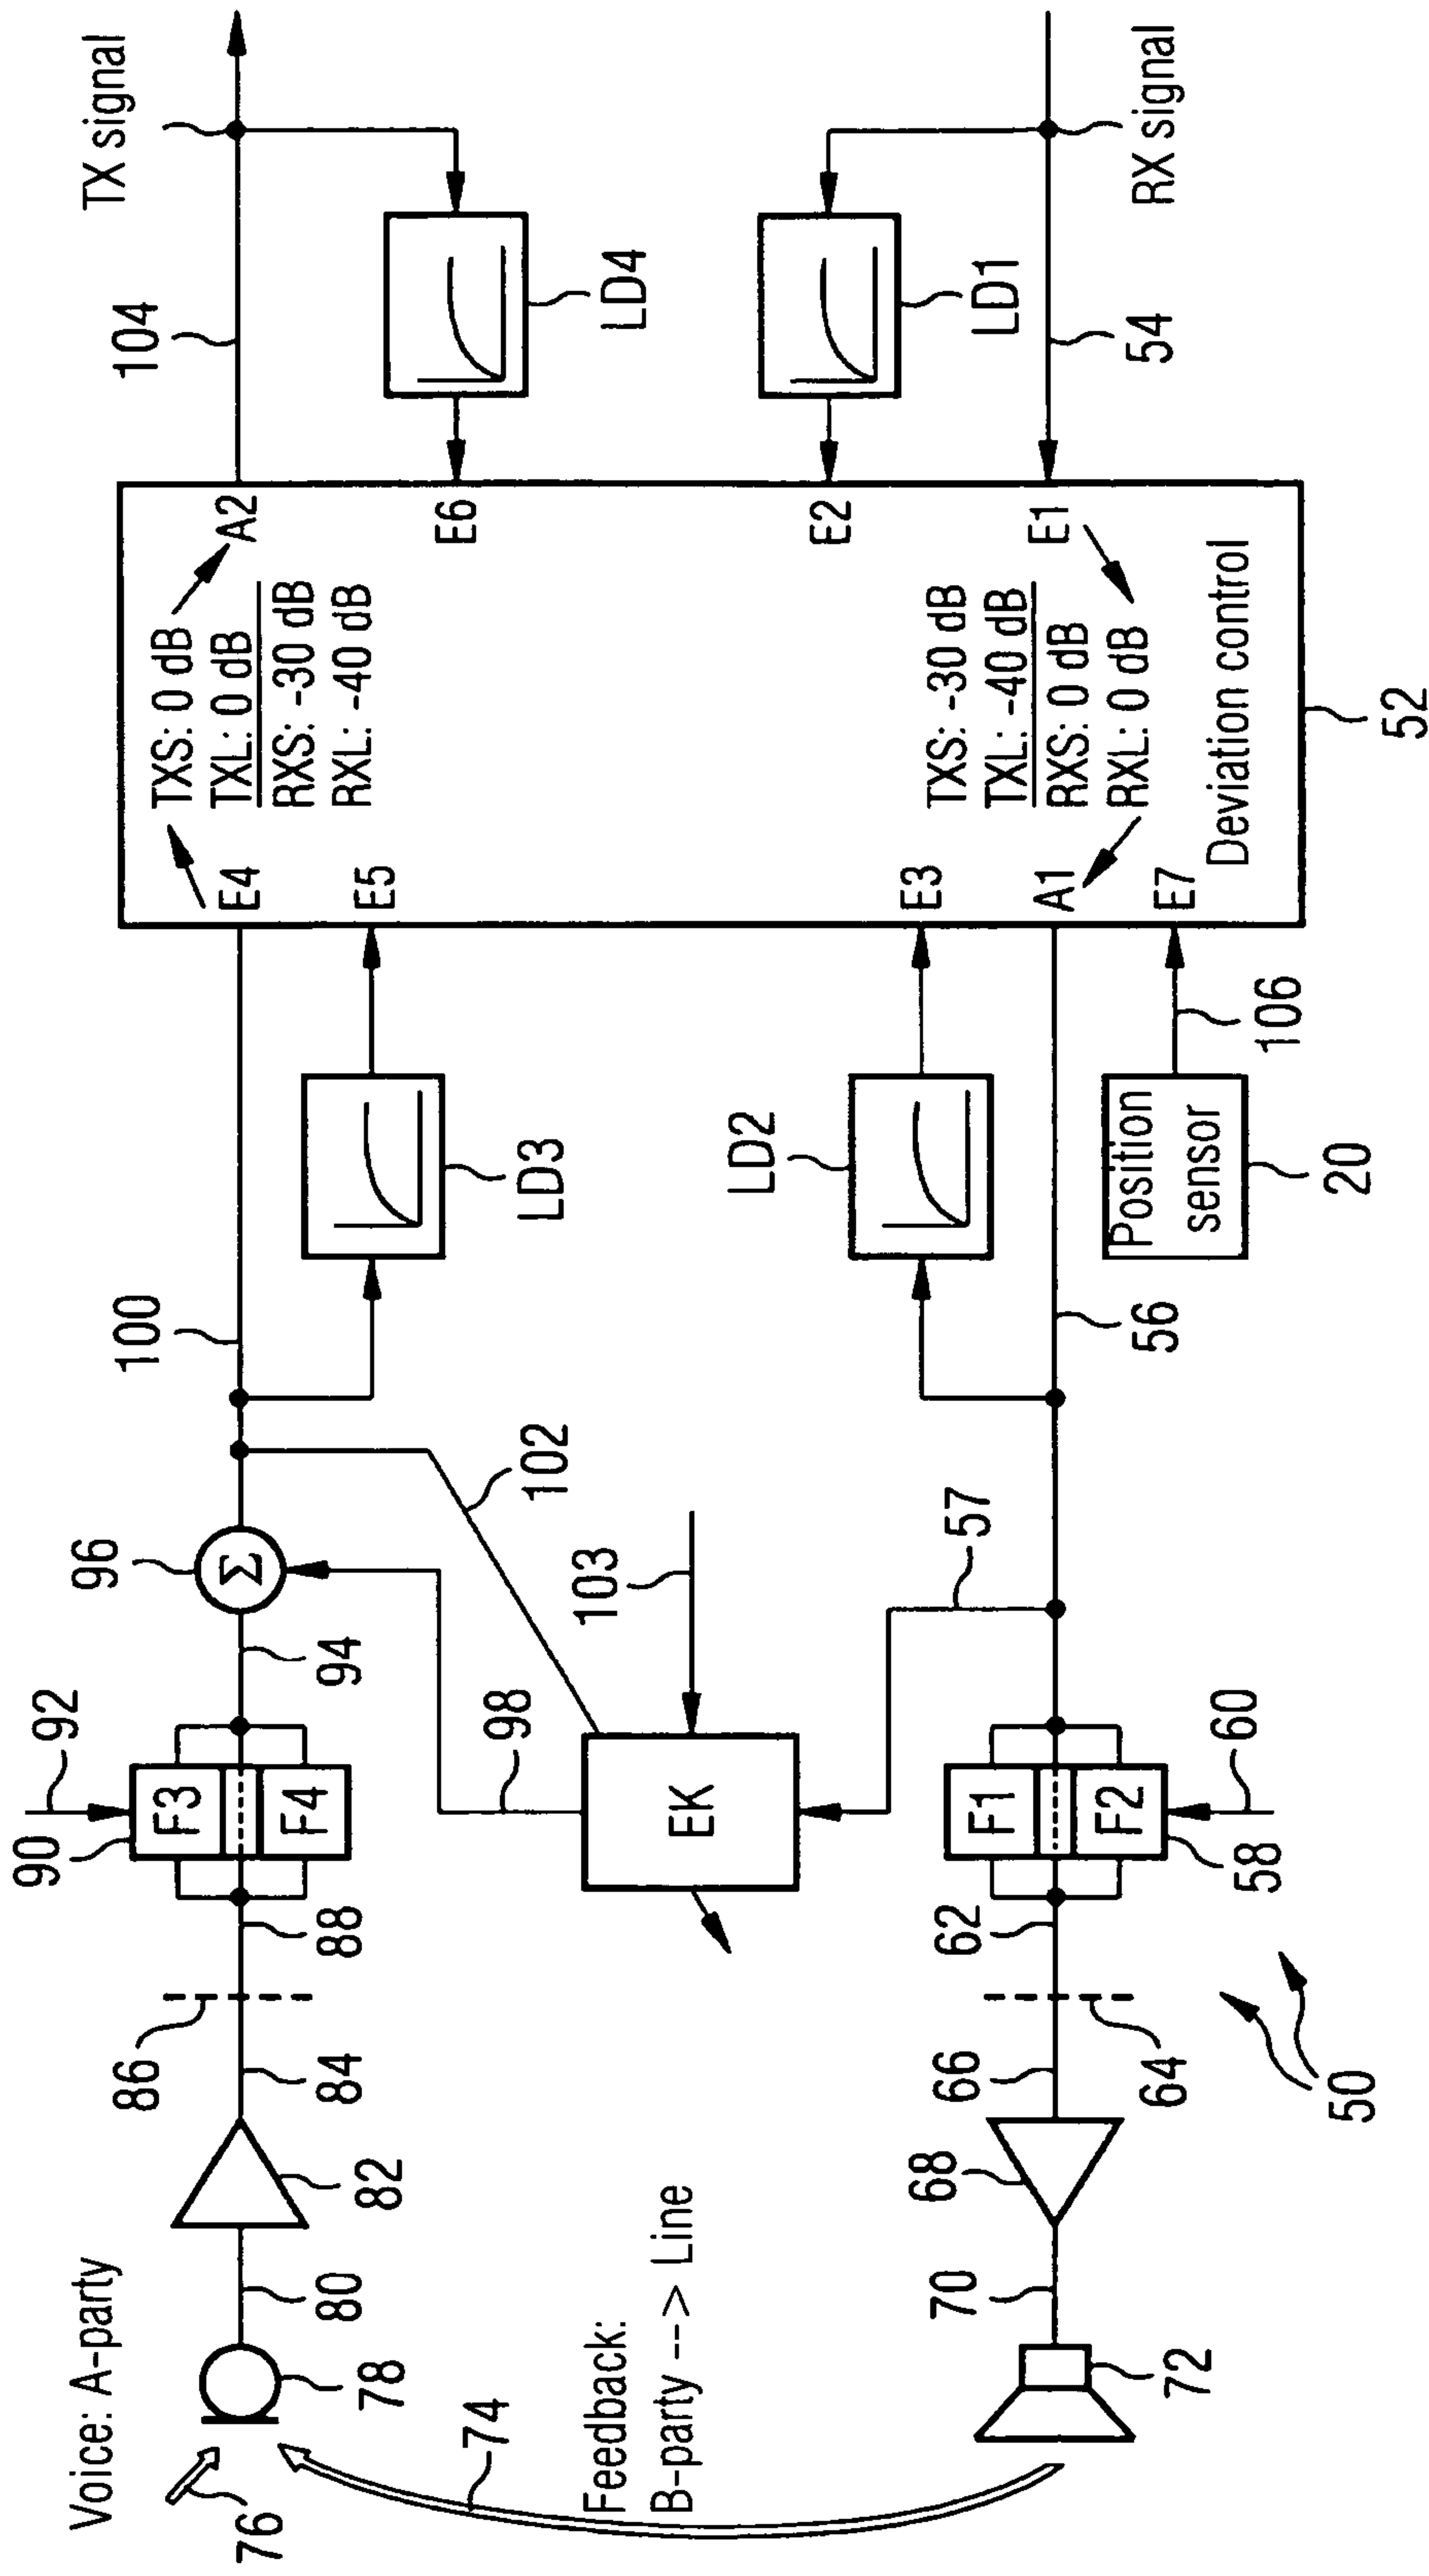 Voice: A-party
76
78
80
82
84
86
88
90
92
F3
F4
94
96
Σ
98
100
102
103
EK
57
74
Feedback:
B-party --> Line
72
70
68
66
64
62
F1
F2
60
58
50
56
LD3
LD2
Position
sensor
20
106
E4
E5
E3
A1
E7
TXS: 0 dB
TXL: 0 dB
RXS: -30 dB
RXL: -40 dB
TXS: -30 dB
TXL: -40 dB
RXS: 0 dB
RXL: 0 dB
Deviation control
52
A2
E6
E2
E1
104
TX signal
LD4
LD1
54
RX signal